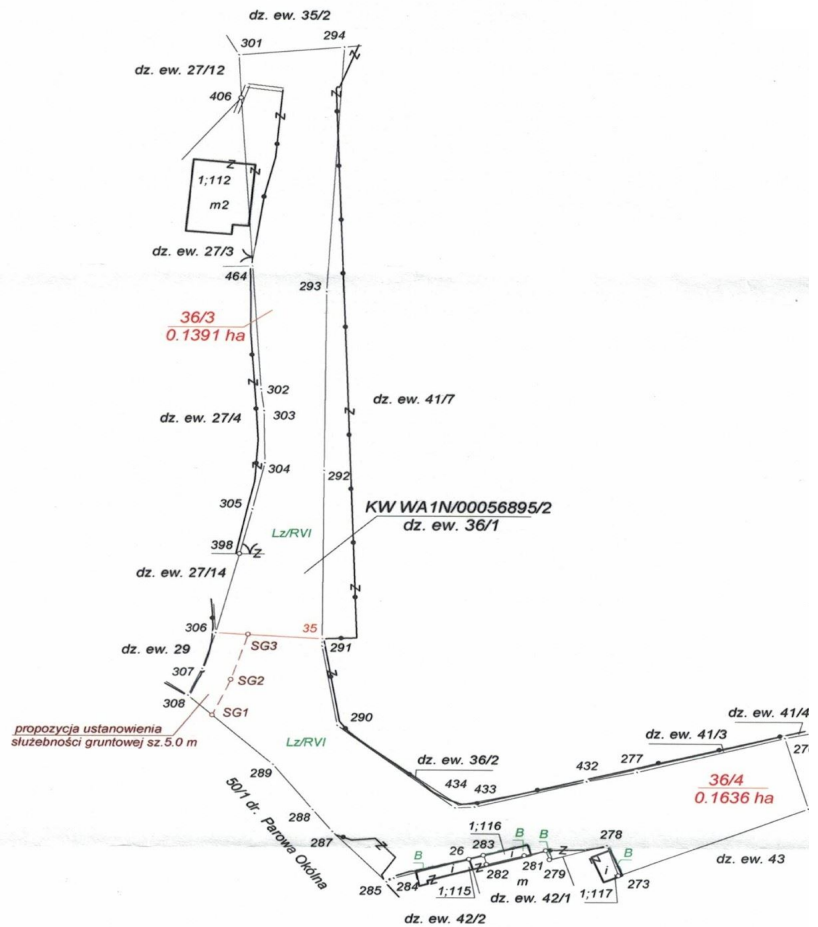 dz. ew. 35/2
301
294
dz. ew. 27/12
406
1;112
m2
dz. ew. 27/3
464
293
36/3
0.1391 ha
302
303
dz. ew. 41/7
dz. ew. 27/4
304
292
305
KW WA1N/00056895/2
dz. ew. 36/1
Lz/RVI
398
dz. ew. 27/14
306
35
SG3
291
dz. ew. 29
307
SG2
308
SG1
290
propozycja ustanowienia
służebności gruntowej sz.5.0 m
Lz/RVI
dz. ew. 41/4
dz. ew. 41/3
dz. ew. 36/2
289
432
277
434
433
36/4
0.1636 ha
50/1 dr. Parowa Okólna
288
287
1;116
B
B
278
26
283
B
i
i
B
285
284
282
281
279
i
273
dz. ew. 43
1;115
m
1;117
dz. ew. 42/1
dz. ew. 42/2